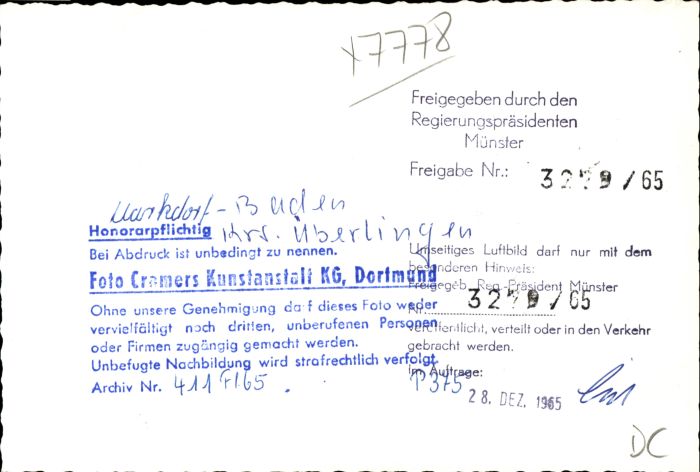 x7778
Freigegeben durch den
Regierungspräsidenten
Münster
Freigabe Nr.: 3279/65
Markdorf-Baden
Krs. Überlingen
Honorarpflichtig
Bei Abdruck ist unbedingt zu nennen.
Foto Cramers Kunstanstalt KG, Dortmund
Ohne unsere Genehmigung darf dieses Foto weder
vervielfältigt noch dritten, unberufenen Personen
oder Firmen zugängig gemacht werden.
Unbefugte Nachbildung wird strafrechtlich verfolgt.
Archiv Nr. 411 F/65.
Umseitiges Luftbild darf nur mit dem
besonderen Hinweis:
Freigegeb. Reg.-Präsident Münster
Nr. 3279/65
veröffentlicht, verteilt oder in den Verkehr
gebracht werden.
Im Auftrage:
P375
28. DEZ. 1965
DC